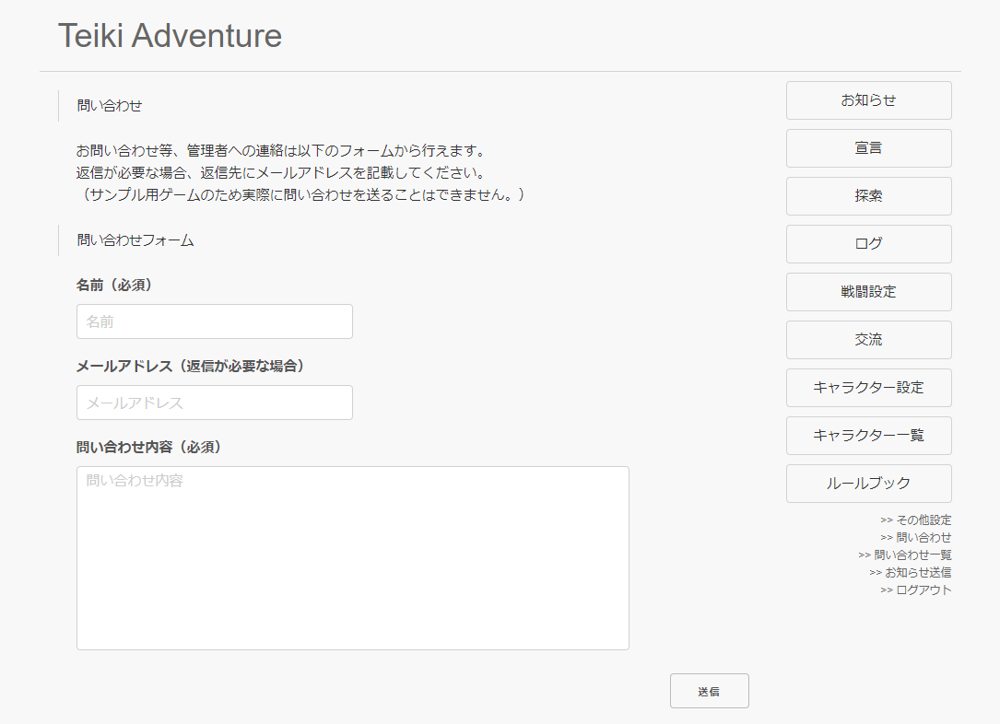 Teiki Adventure
問い合わせ
お問い合わせ等、管理者への連絡は以下のフォームから行えます。
返信が必要な場合、返信先にメールアドレスを記載してください。
（サンプル用ゲームのため実際に問い合わせを送ることはできません。）
問い合わせフォーム
名前（必須）
名前
メールアドレス（返信が必要な場合）
メールアドレス
問い合わせ内容（必須）
問い合わせ内容
送信
お知らせ
宣言
探索
ログ
戦闘設定
交流
キャラクター設定
キャラクター一覧
ルールブック
>> その他設定
>> 問い合わせ
>> 問い合わせ一覧
>> お知らせ送信
>> ログアウト